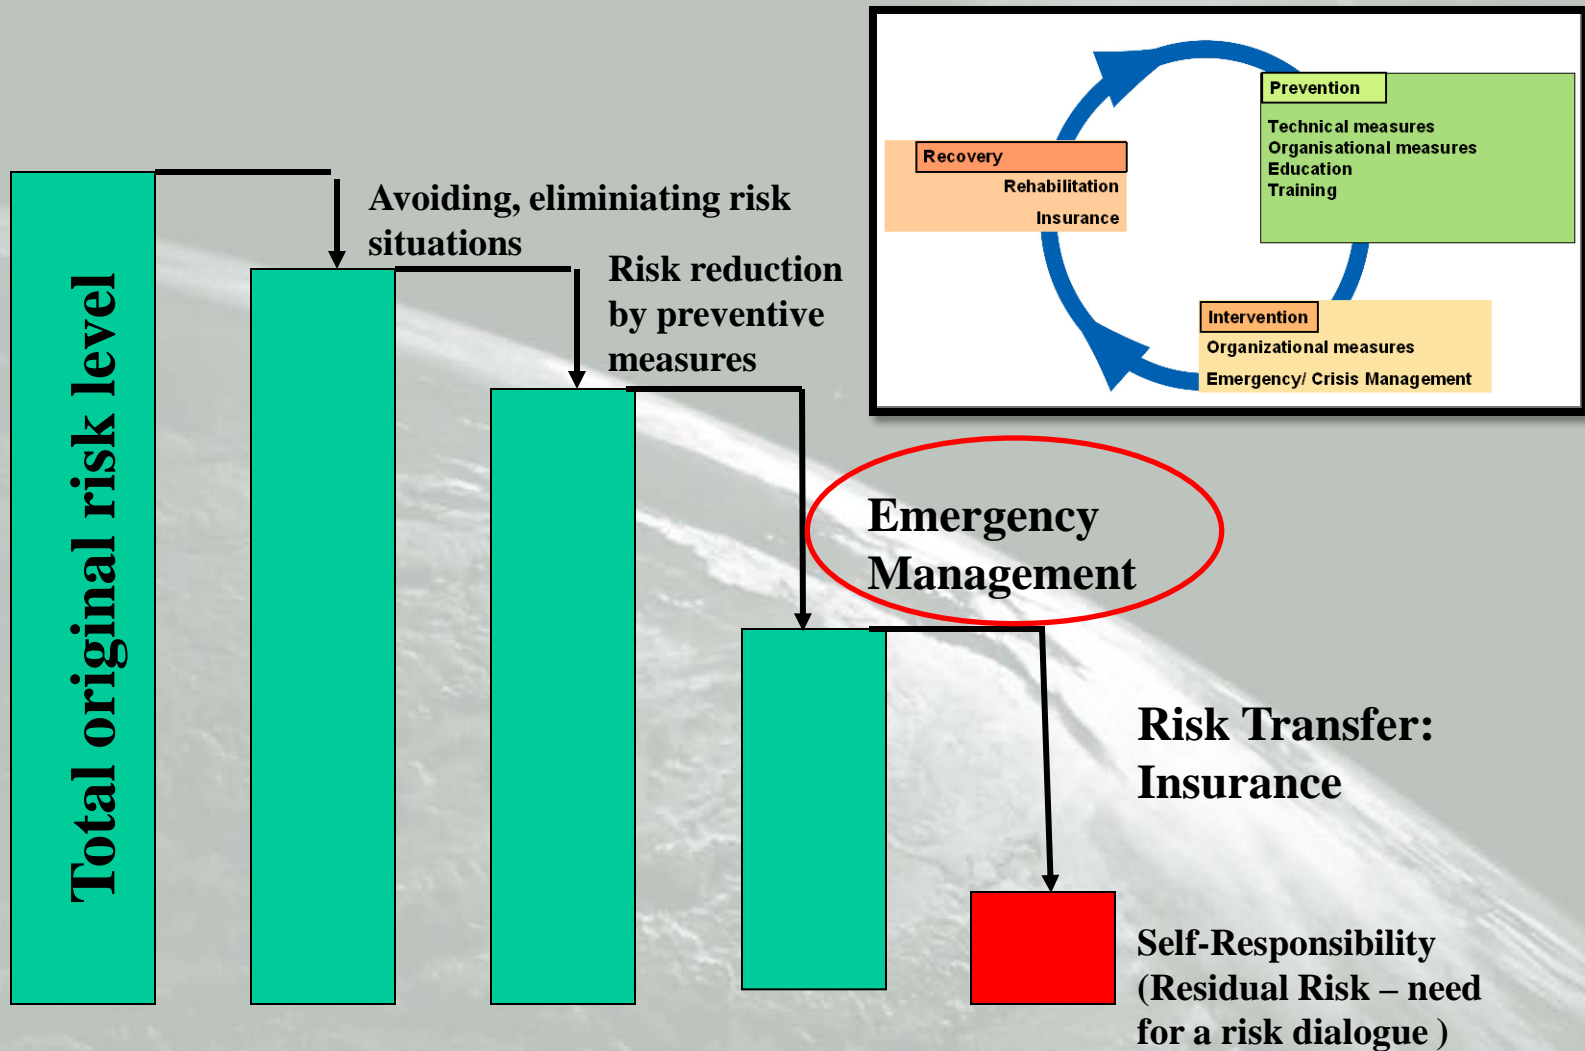 Total original risk level
Avoiding, eliminiating risk
situations
Risk reduction
by preventive
measures
Emergency
Management
Risk Transfer:
Insurance
Self-Responsibility
(Residual Risk – need
for a risk dialogue )
Prevention
Technical measures
Organisational measures
Education
Training
Recovery
Rehabilitation
Insurance
Intervention
Organizational measures
Emergency/ Crisis Management